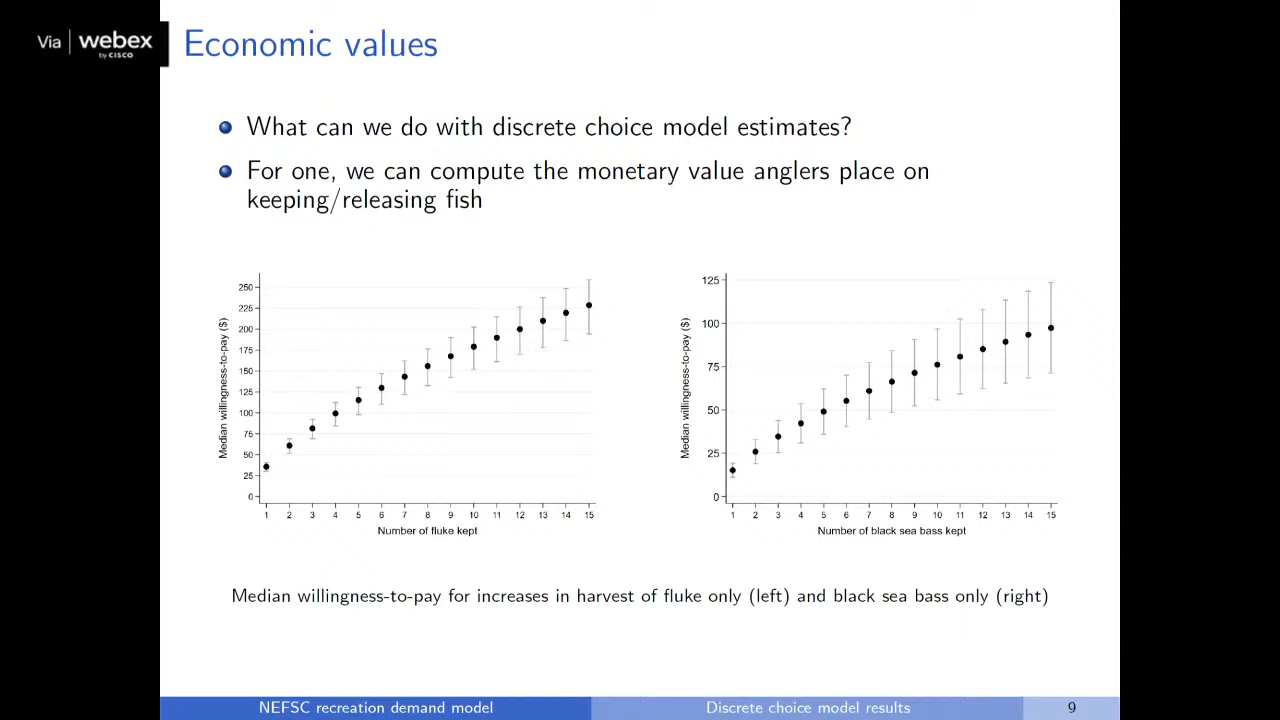 Via webex
by CISCO
Economic values
What can we do with discrete choice model estimates?
For one, we can compute the monetary value anglers place on
keeping/releasing fish
Median willingness-to-pay ($)
250
225
200
175
150
125
100
75
50
25
0
1 2 3 4 5 6 7 8 9 10 11 12 13 14 15
Number of fluke kept
Median willingness-to-pay ($)
125
100
75
50
25
0
1 2 3 4 5 6 7 8 9 10 11 12 13 14 15
Number of black sea bass kept
Median willingness-to-pay for increases in harvest of fluke only (left) and black sea bass only (right)
NEFSC recreation demand model Discrete choice model results 9